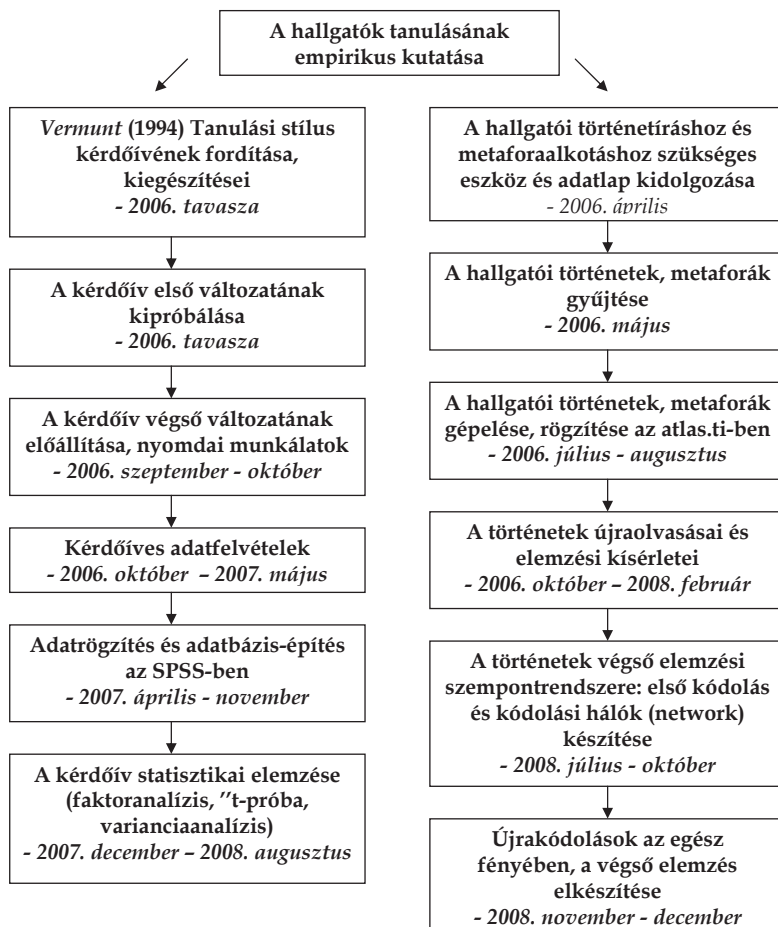 A hallgatók tanulásának
empirikus kutatása
Vermunt (1994) Tanulási stílus
kérdőívének fordítása,
kiegészítései
- 2006. tavasza
A kérdőív első változatának
kipróbálása
- 2006. tavasza
A kérdőív végső változatának
előállítása, nyomdai munkálatok
- 2006. szeptember - október
Kérdőíves adatfelvételek
- 2006. október – 2007. május
Adatrögzítés és adatbázis-építés
az SPSS-ben
- 2007. április - november
A kérdőív statisztikai elemzése
(faktoranalízis, "t-próba,
varianciaanalízis)
- 2007. december – 2008. augusztus
A hallgatói történetíráshoz és
metaforaalkotáshoz szükséges
eszköz és adatlap kidolgozása
- 2006. április
A hallgatói történetek, metaforák
gyűjtése
- 2006. május
A hallgatói történetek, metaforák
gépelése, rögzítése az atlas.ti-ben
- 2006. július - augusztus
A történetek újraolvasásai és
elemzési kísérletei
- 2006. október – 2008. február
A történetek végső elemzési
szempontrendszere: első kódolás
és kódolási hálók (network)
készítése
- 2008. július - október
Újrakódolások az egész
fényében, a végső elemzés
elkészítése
- 2008. november - december